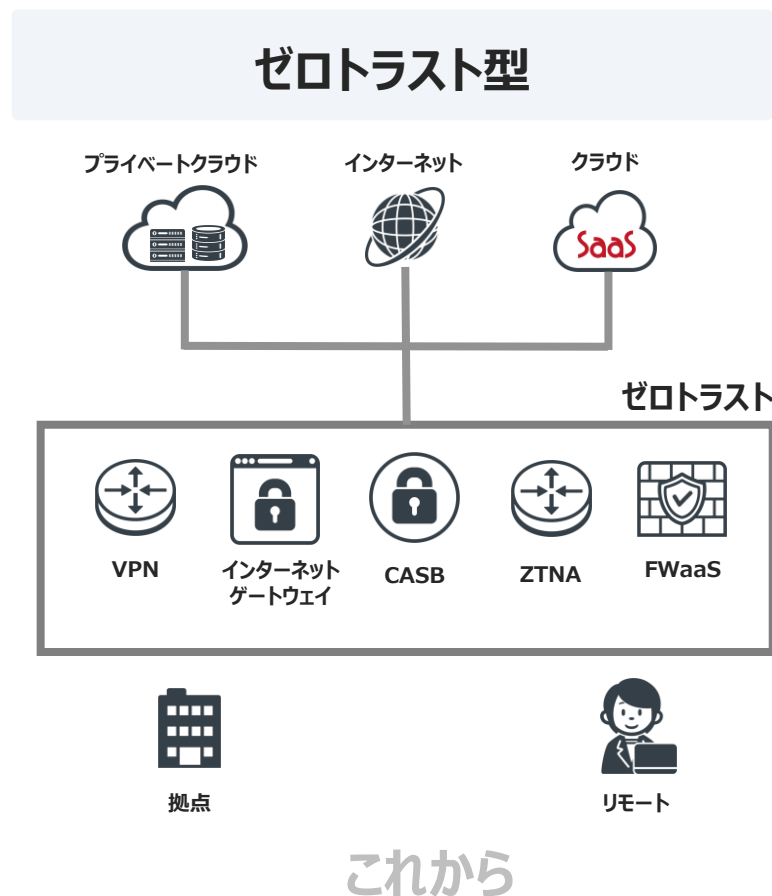 ゼロトラスト型
プライベートクラウド
インターネット
クラウド
SaaS
ゼロトラスト
VPN
インターネット
ゲートウェイ
CASB
ZTNA
FWaaS
拠点
リモート
これから